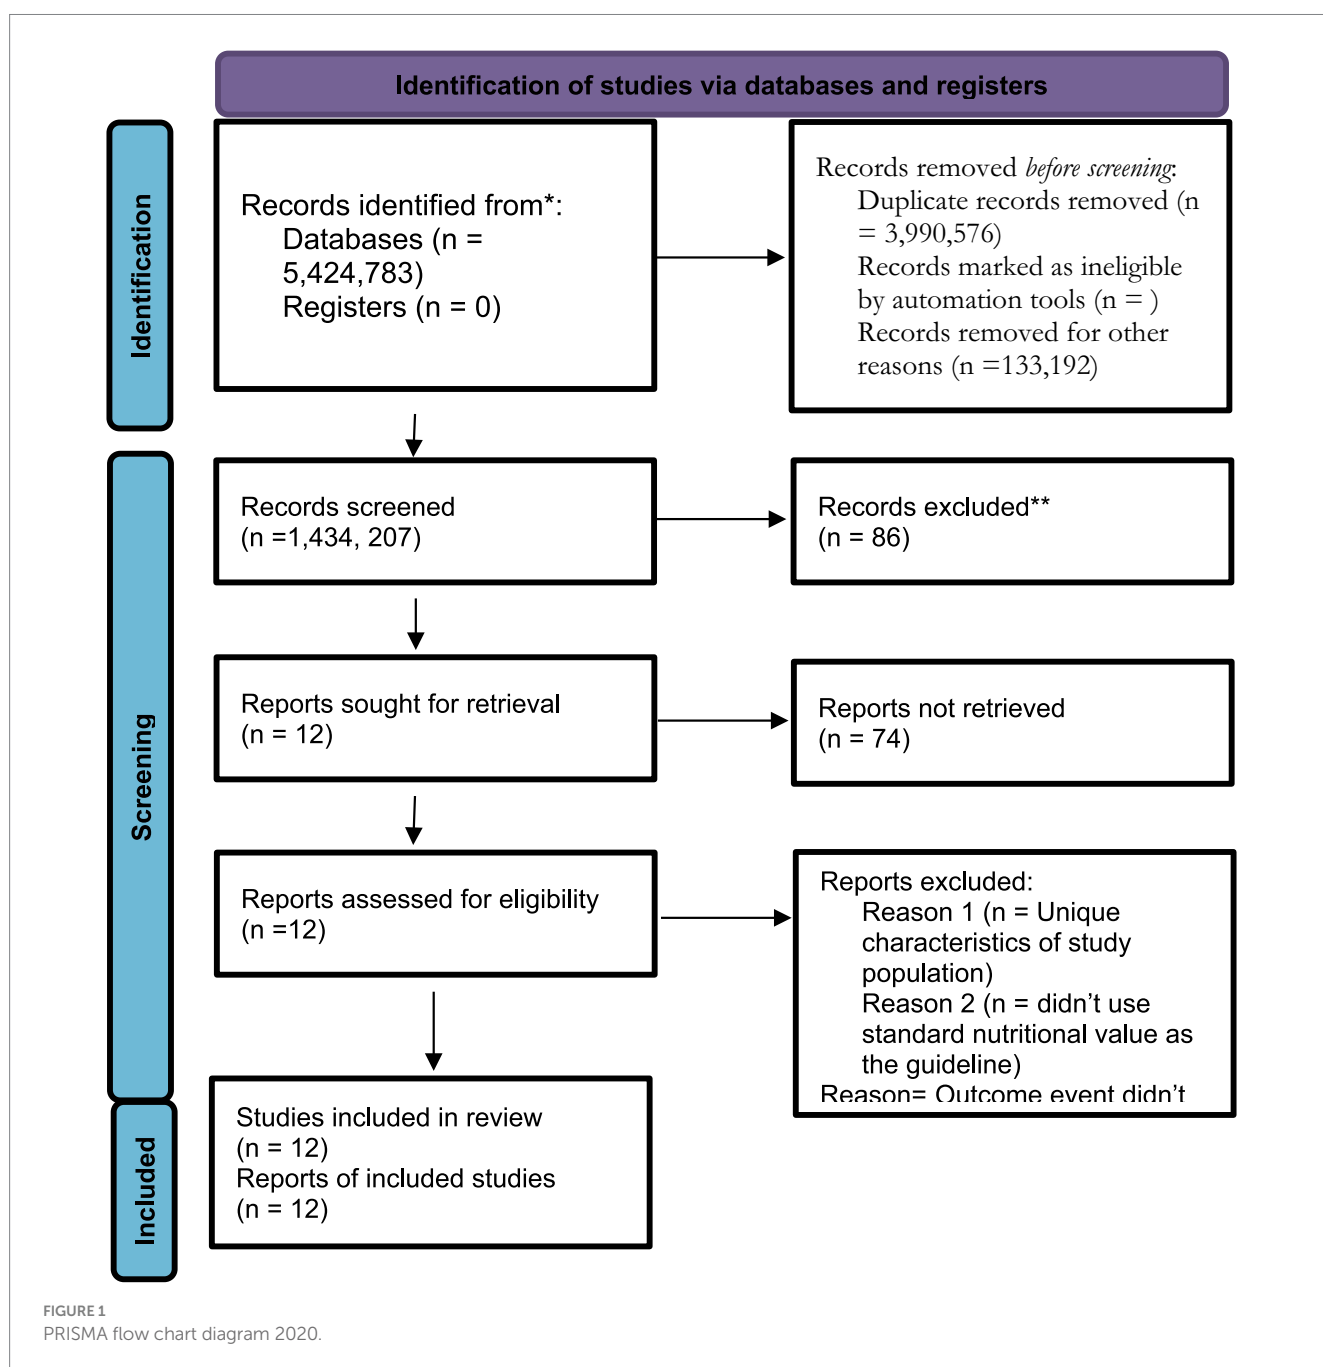 Identification of studies via databases and registers
Identification
Records identified from*:
Databases (n =
5,424,783)
Registers (n = 0)
Records removed before screening:
Duplicate records removed (n
= 3,990,576)
Records marked as ineligible
by automation tools (n = )
Records removed for other
reasons (n =133,192)
Screening
Records screened
(n =1,434, 207)
Records excluded**
(n = 86)
Reports sought for retrieval
(n = 12)
Reports not retrieved
(n = 74)
Reports assessed for eligibility
(n =12)
Reports excluded:
Reason 1 (n = Unique
characteristics of study
population)
Reason 2 (n = didn’t use
standard nutritional value as
the guideline)
Reason= Outcome event didn’t
Included
Studies included in review
(n = 12)
Reports of included studies
(n = 12)
FIGURE 1
PRISMA flow chart diagram 2020.